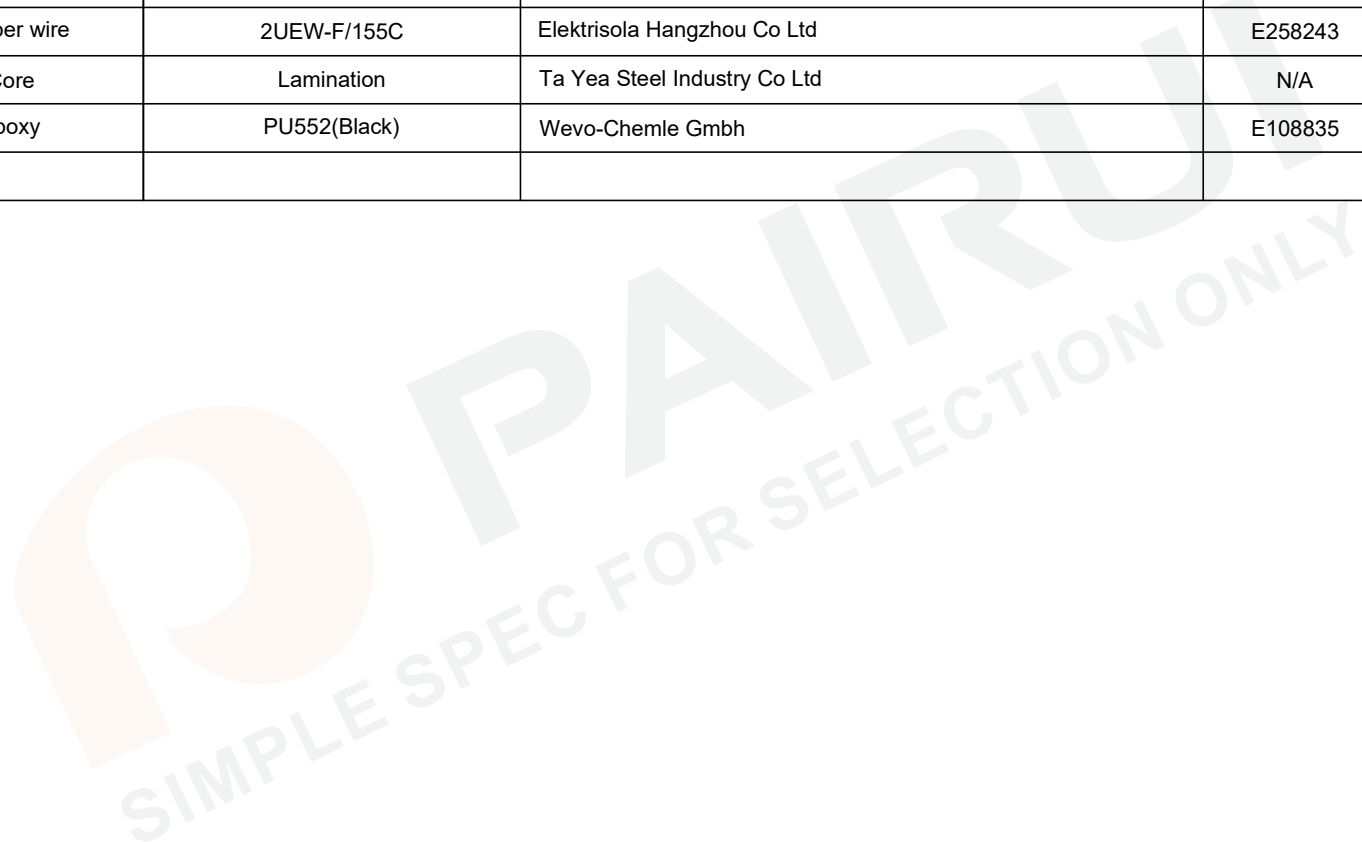 per wire 2UEW-F/155C Elektrisola Hangzhou Co Ltd E258243
Core Lamination Ta Yea Steel Industry Co Ltd N/A
poxy PU552(Black) Wevo-Chemle Gmbh E108835
PAIRUI
SIMPLE SPEC FOR SELECTION ONLY